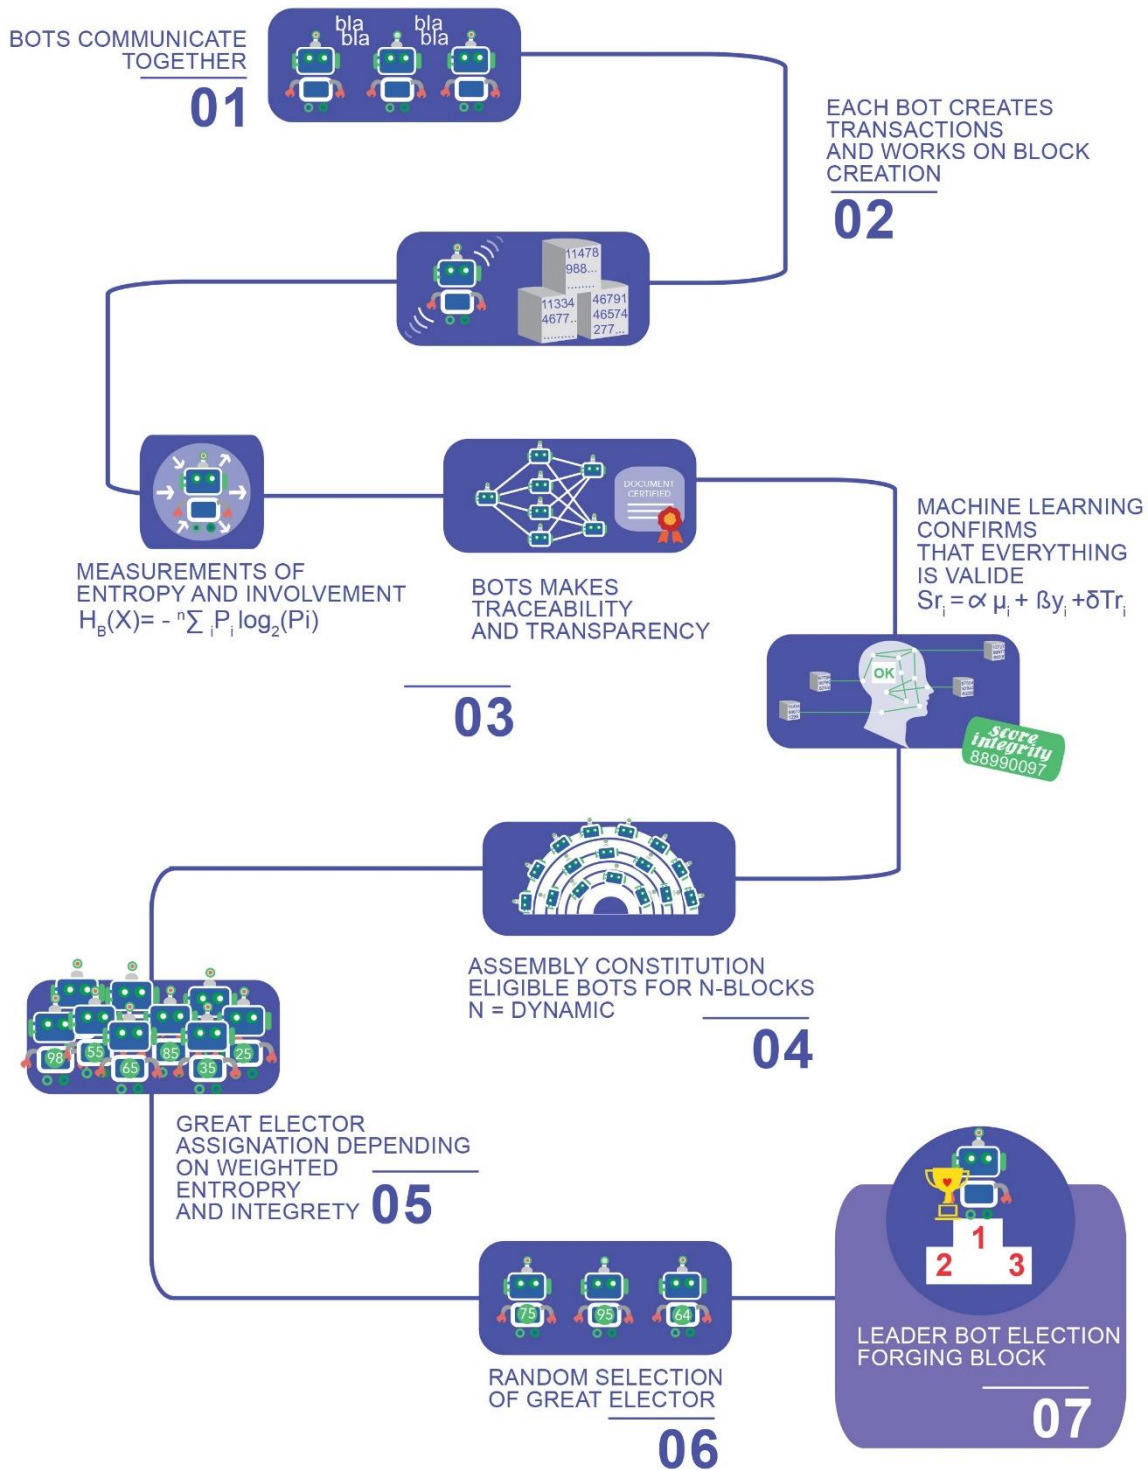 bla
bla
bla
bla
BOTS COMMUNICATE
TOGETHER
01
EACH BOT CREATES
TRANSACTIONS
AND WORKS ON BLOCK
CREATION
02
11478
988...
.........
11334
4677..
.........
46791
46574
277...
.........
MEASUREMENTS OF
ENTROPY AND INVOLVEMENT
H_B(X)= - ⁿ∑ ᵢPᵢ log₂(Pi)
DOCUMENT
CERTIFIED
BOTS MAKES
TRACEABILITY
AND TRANSPARENCY
03
MACHINE LEARNING
CONFIRMS
THAT EVERYTHING
IS VALIDE
Srᵢ = ∝ μᵢ + ßyᵢ +δTrᵢ
OK
score
integrity
88990097
ASSEMBLY CONSTITUTION
ELIGIBLE BOTS FOR N-BLOCKS
N = DYNAMIC
04
98
55
65
85
35
25
GREAT ELECTOR
ASSIGNATION DEPENDING
ON WEIGHTED
ENTROPRY
AND INTEGRETY
05
75
95
64
RANDOM SELECTION
OF GREAT ELECTOR
06
1
2
3
LEADER BOT ELECTION
FORGING BLOCK
07